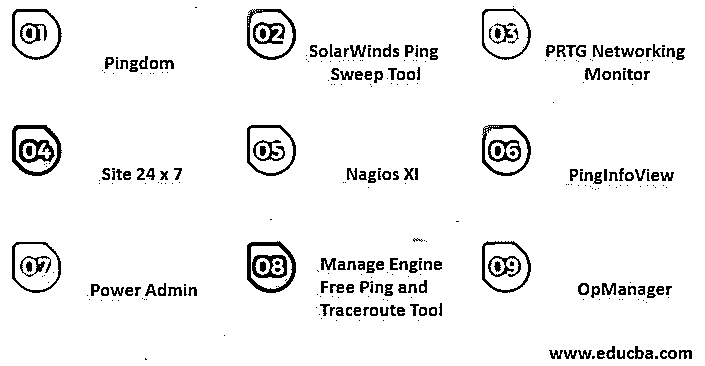 01
Pingdom
02
SolarWinds Ping
Sweep Tool
03
PRTG Networking
Monitor
04
Site 24 x 7
05
Nagios XI
06
PingInfoView
07
Power Admin
08
Manage Engine
Free Ping and
Traceroute Tool
09
OpManager
www.educba.com